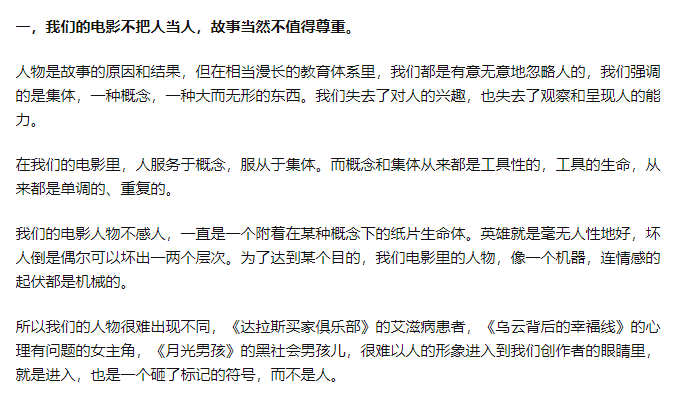 一，我们的电影不把人当人，故事当然不值得尊重。
人物是故事的原因和结果，但在相当漫长的教育体系里，我们都是有意无意地忽略人的，我们强调
的是集体，一种概念，一种大而无形的东西。我们失去了对人的兴趣，也失去了观察和呈现人的能
力。
在我们的电影里，人服务于概念，服从于集体。而概念和集体从来都是工具性的，工具的生命，从
来都是单调的、重复的。
我们的电影人物不感人，一直是一个附着在某种概念下的纸片生命体。英雄就是毫无人性地好，坏
人倒是偶尔可以坏出一两个层次。为了达到某个目的，我们电影里的人物，像一个机器，连情感的
起伏都是机械的。
所以我们的人物很难出现不同，《达拉斯买家俱乐部》的艾滋病患者，《乌云背后的幸福线》的心
理有问题的女主角，《月光男孩》的黑社会男孩儿，很难以人的形象进入到我们创作者的眼睛里，
就是进入，也是一个砸了标记的符号，而不是人。